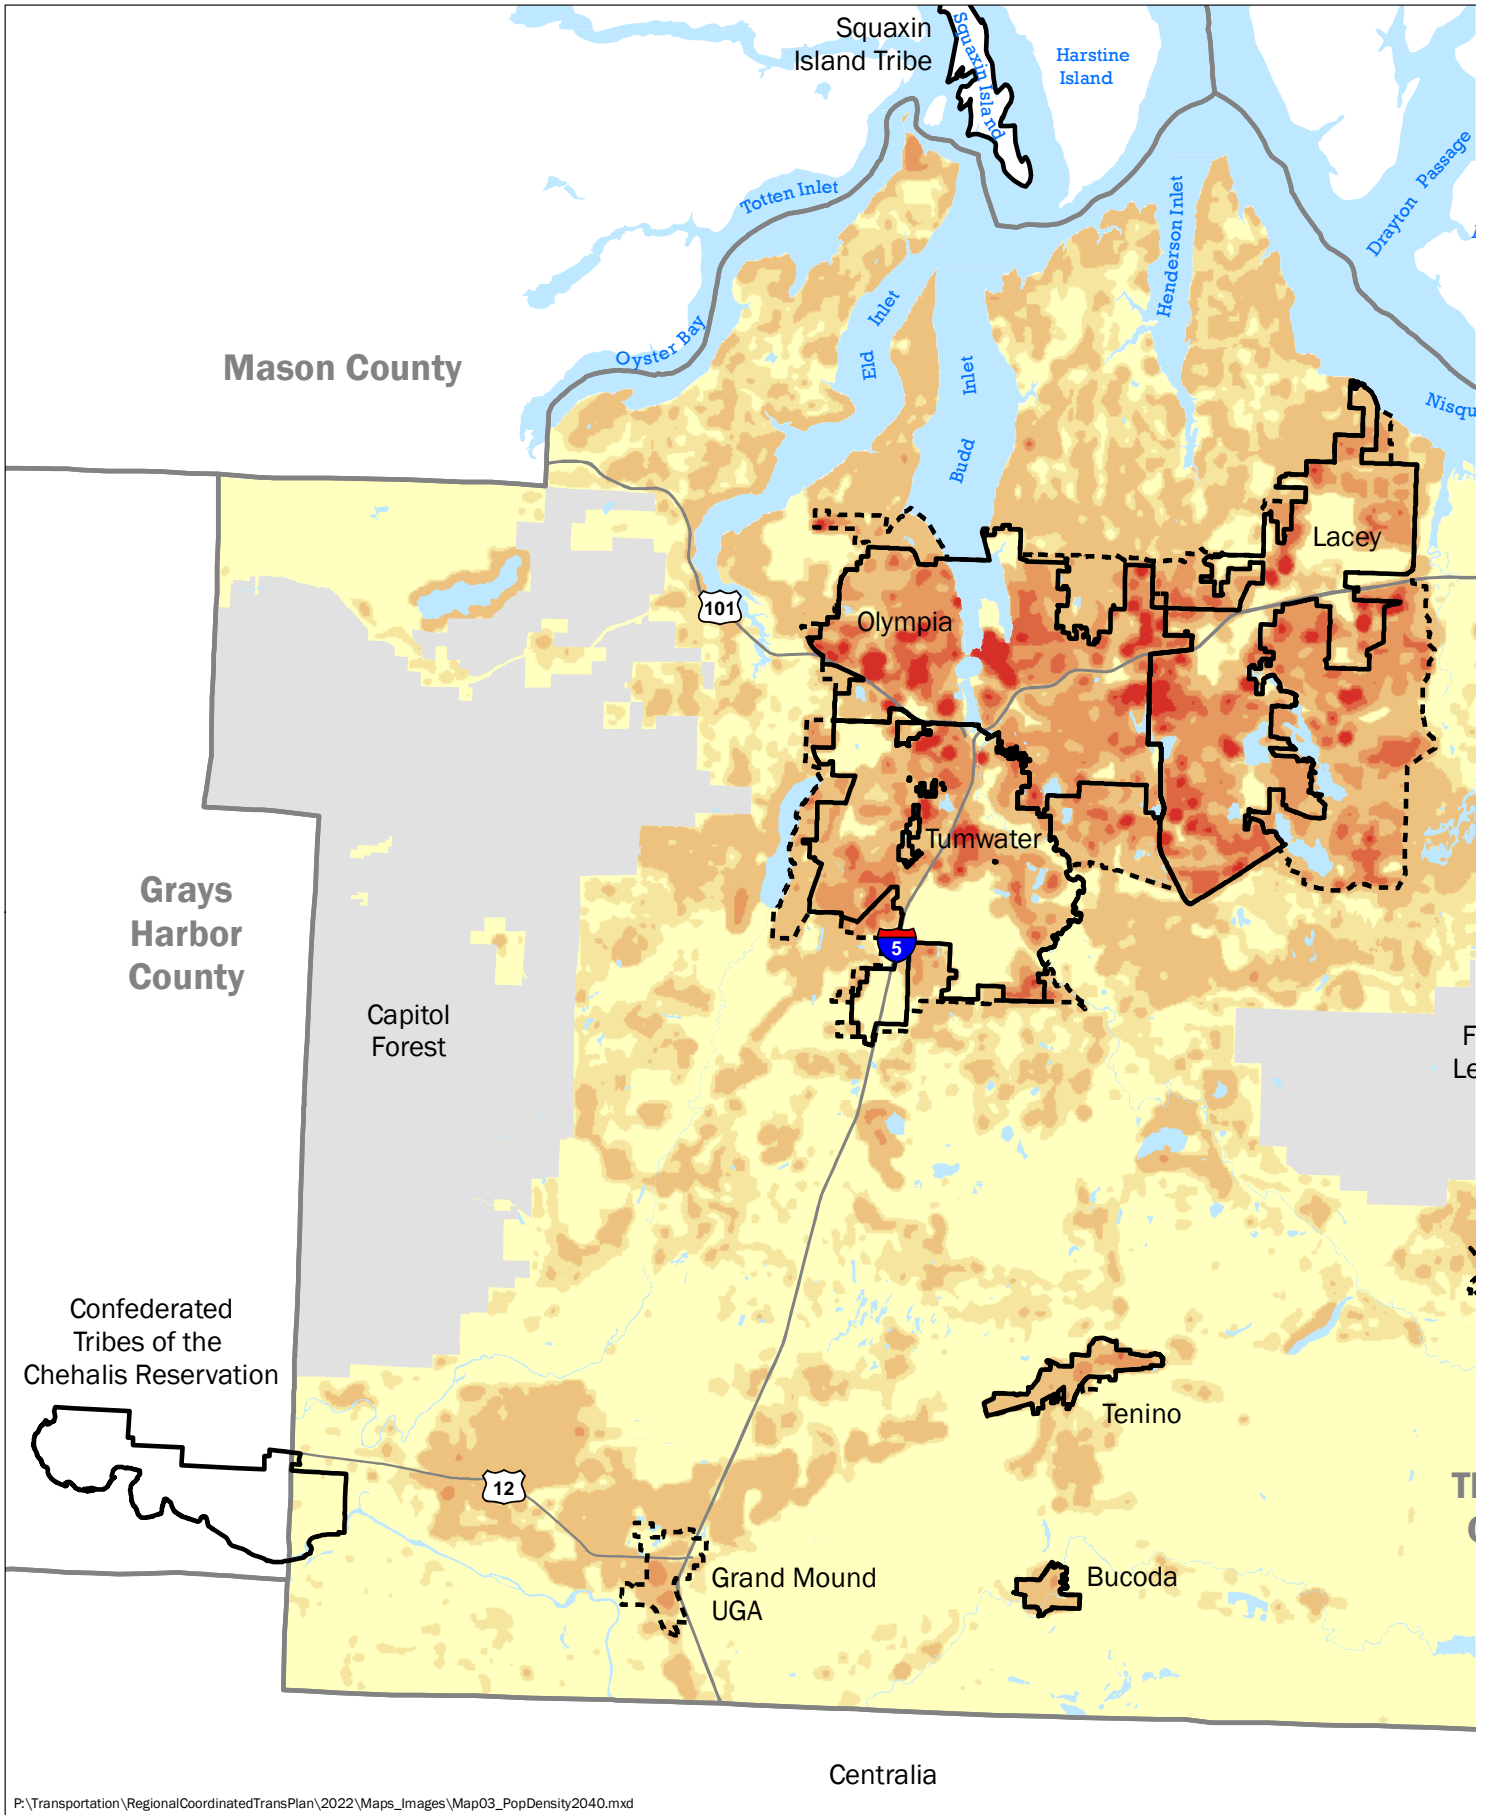 Squaxin
Island Tribe
Squaxin Island
Harstine
Island
Totten Inlet
Henderson Inlet
Drayton Passage
Oyster Bay
Eld Inlet
Budd Inlet
Nisqu
Mason County
Lacey
101
Olympia
Tumwater
Grays
Harbor
County
5
Capitol
Forest
F
Le
Confederated
Tribes of the
Chehalis Reservation
Tenino
12
Grand Mound
UGA
Bucoda
Centralia
P:\Transportation\RegionalCoordinatedTransPlan\2022\Maps_Images\Map03_PopDensity2040.mxd